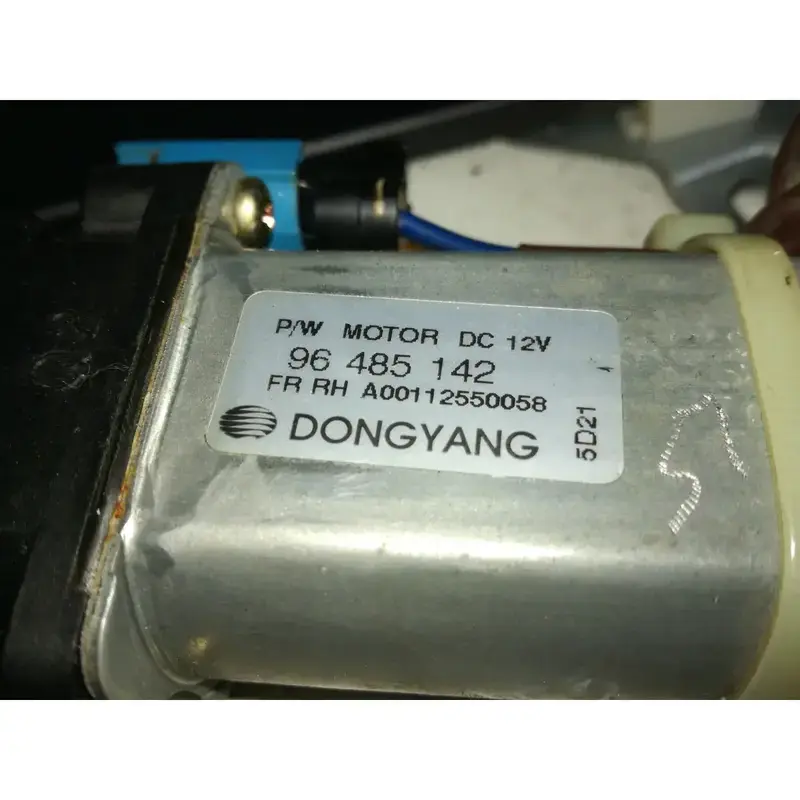 P/W MOTOR DC 12V
96 485 142
FR RH A00112550058
DONGYANG
5D21